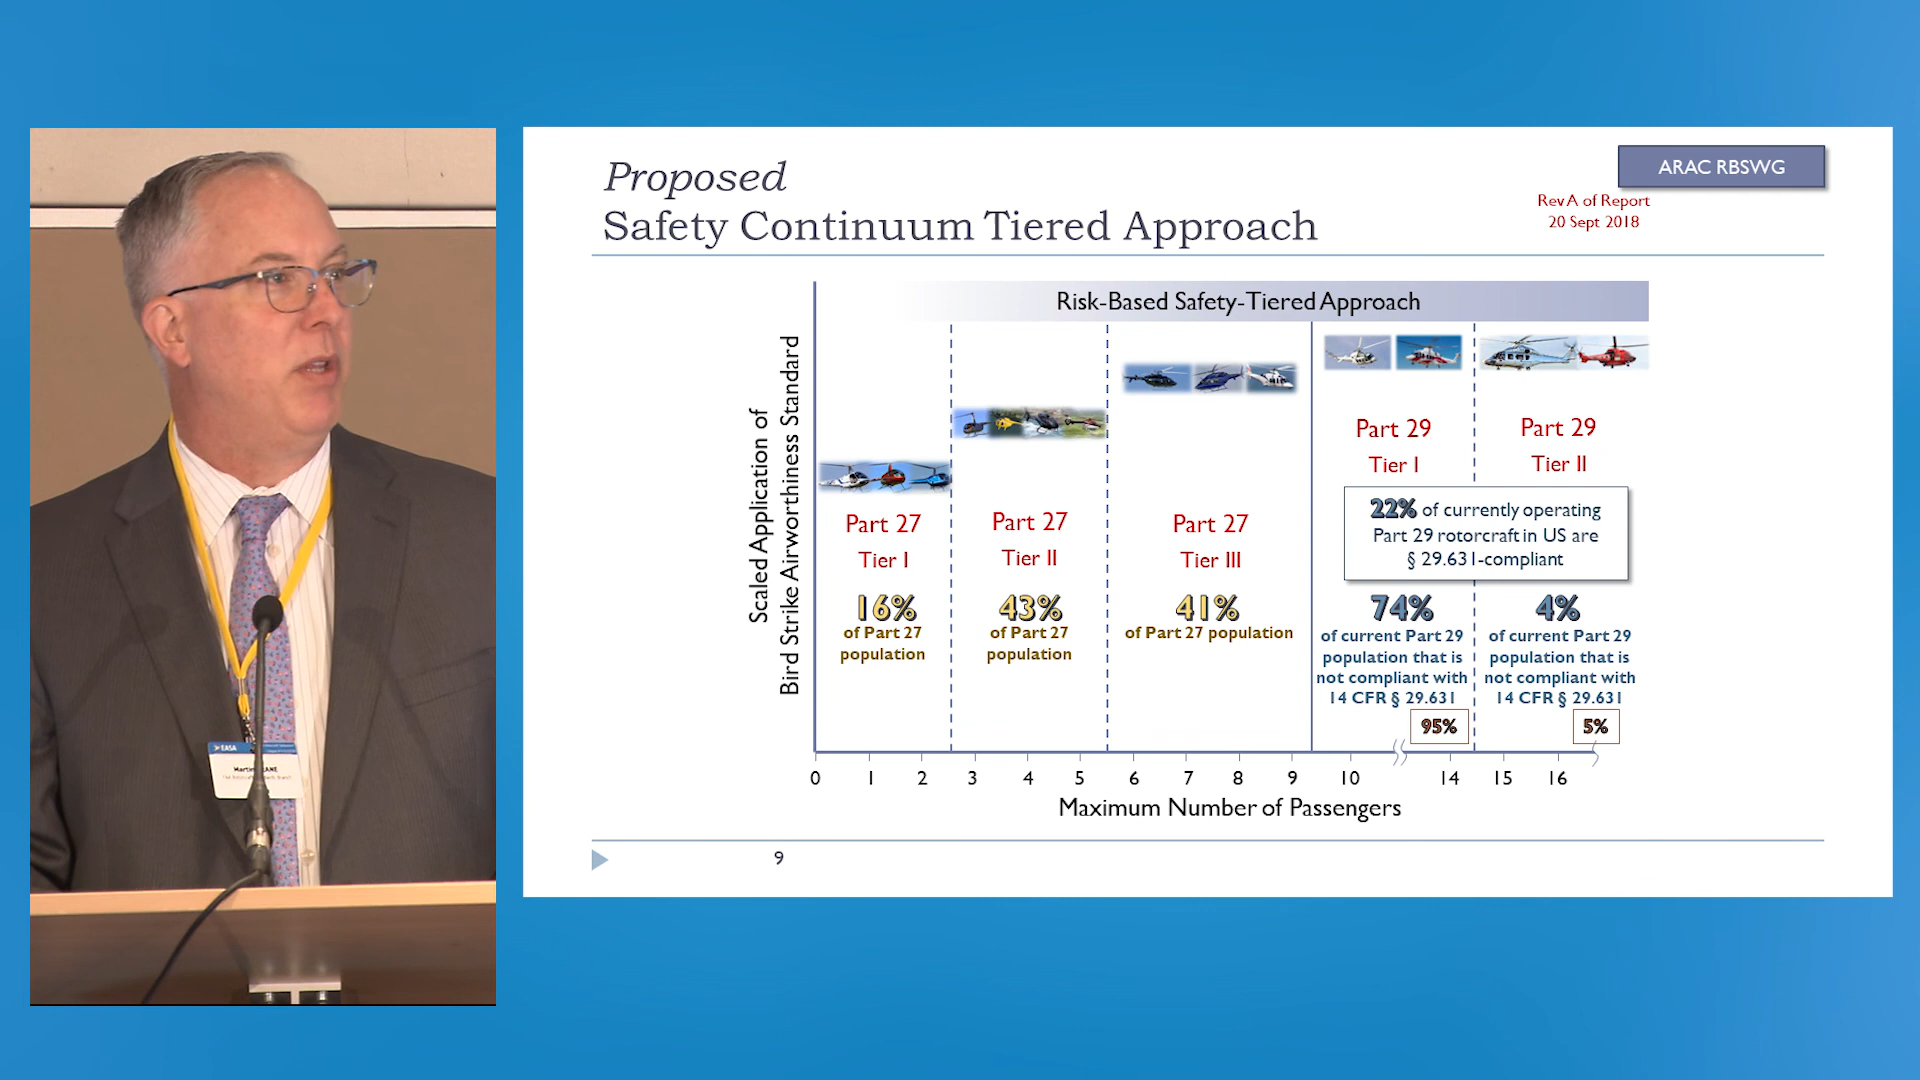 Proposed
Safety Continuum Tiered Approach
ARAC RBSWG
Rev A of Report
20 Sept 2018
Risk-Based Safety-Tiered Approach
Scaled Application of
Bird Strike Airworthiness Standard
Part 27
Tier I
16%
of Part 27
population
Part 27
Tier II
43%
of Part 27
population
Part 27
Tier III
41%
of Part 27 population
Part 29
Tier I
Part 29
Tier II
22% of currently operating
Part 29 rotorcraft in US are
§ 29.631-compliant
74%
of current Part 29
population that is
not compliant with
14 CFR § 29.631
95%
4%
of current Part 29
population that is
not compliant with
14 CFR § 29.631
5%
0 1 2 3 4 5 6 7 8 9 10 14 15 16
Maximum Number of Passengers
9
EASA